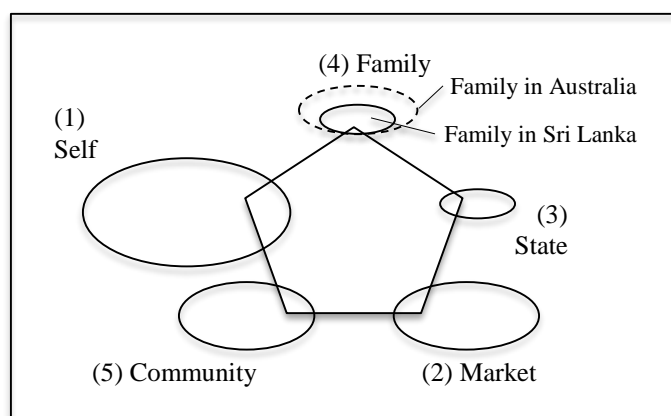 (4) Family
Family in Australia
Family in Sri Lanka
(1)
Self
(3)
State
(5) Community
(2) Market